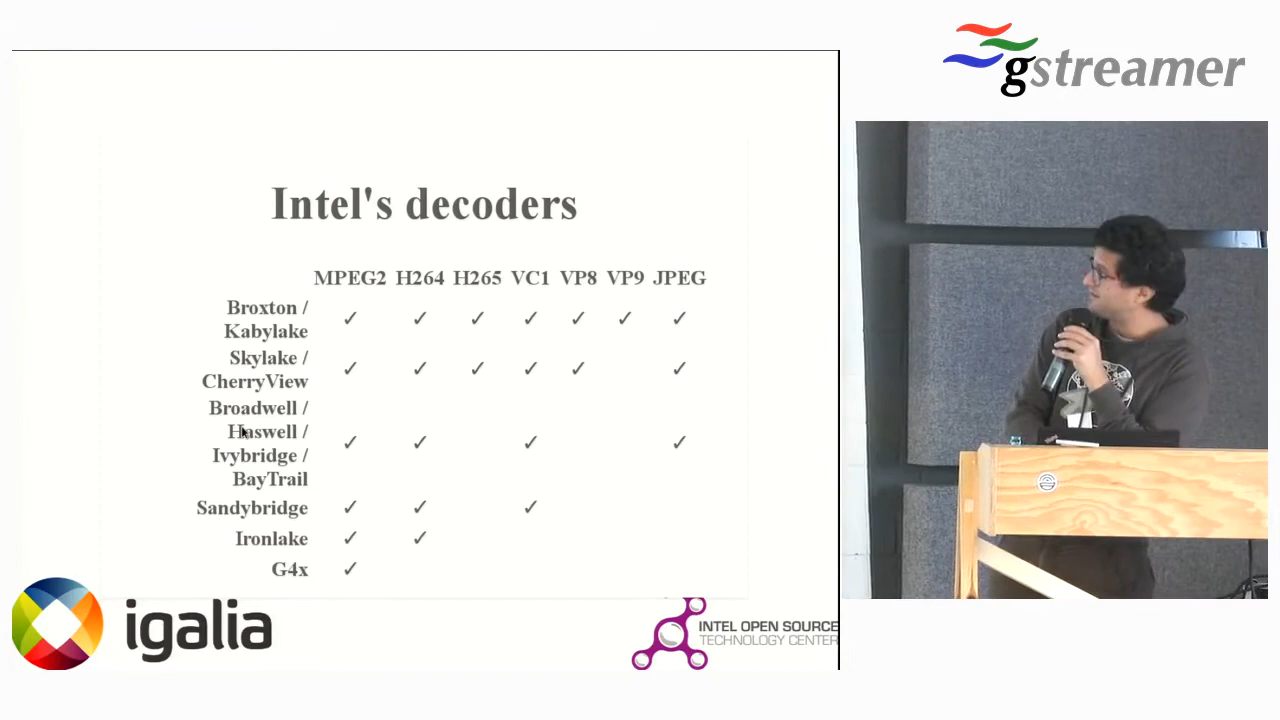 gstreamer
Intel's decoders
MPEG2 H264 H265 VC1 VP8 VP9 JPEG
Broxton /
Kabylake ✓ ✓ ✓ ✓ ✓ ✓ ✓
Skylake /
CherryView ✓ ✓ ✓ ✓ ✓ ✓
Broadwell /
Haswell /
Ivybridge /
BayTrail ✓ ✓ ✓ ✓
Sandybridge ✓ ✓ ✓
Ironlake ✓ ✓
G4x ✓
igalia
INTEL OPEN SOURCE
TECHNOLOGY CENTER